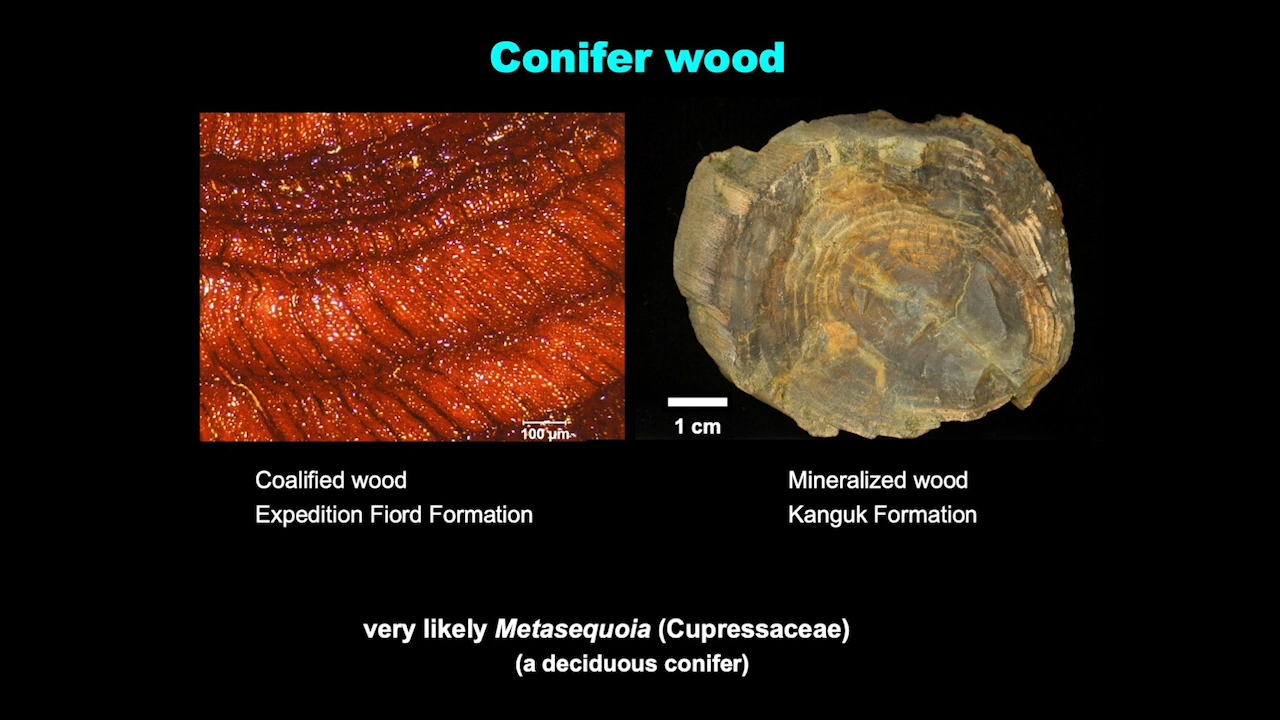 Conifer wood
100 µm
1 cm
Coalified wood
Expedition Fiord Formation
Mineralized wood
Kanguk Formation
very likely Metasequoia (Cupressaceae)
(a deciduous conifer)